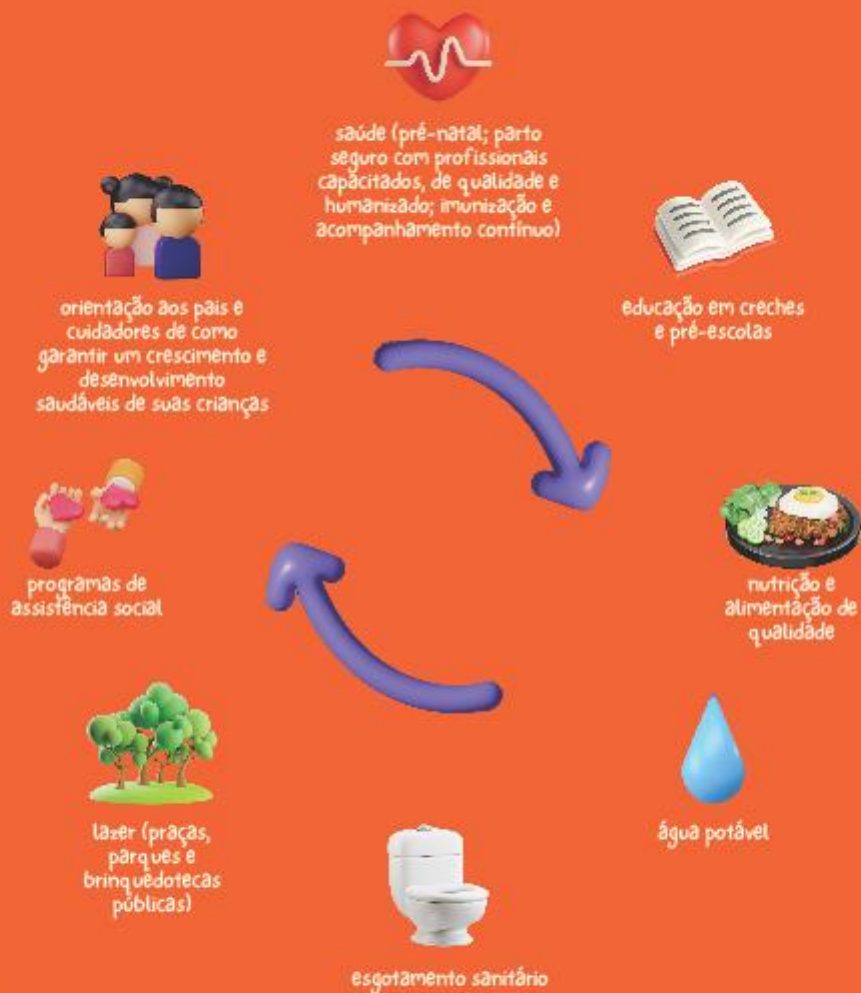 saúde (pré-natal; parto
seguro com profissionais
capacitados, de qualidade e
humanizado; imunização e
acompanhamento contínuo)
educação em creches
e pré-escolas
nutrição e
alimentação de
qualidade
água potável
esgotamento sanitário
lazer (praças,
parques e
brinquedotecas
públicas)
programas de
assistência social
orientação aos pais e
cuidadores de como
garantir um crescimento e
desenvolvimento
saudáveis de suas crianças